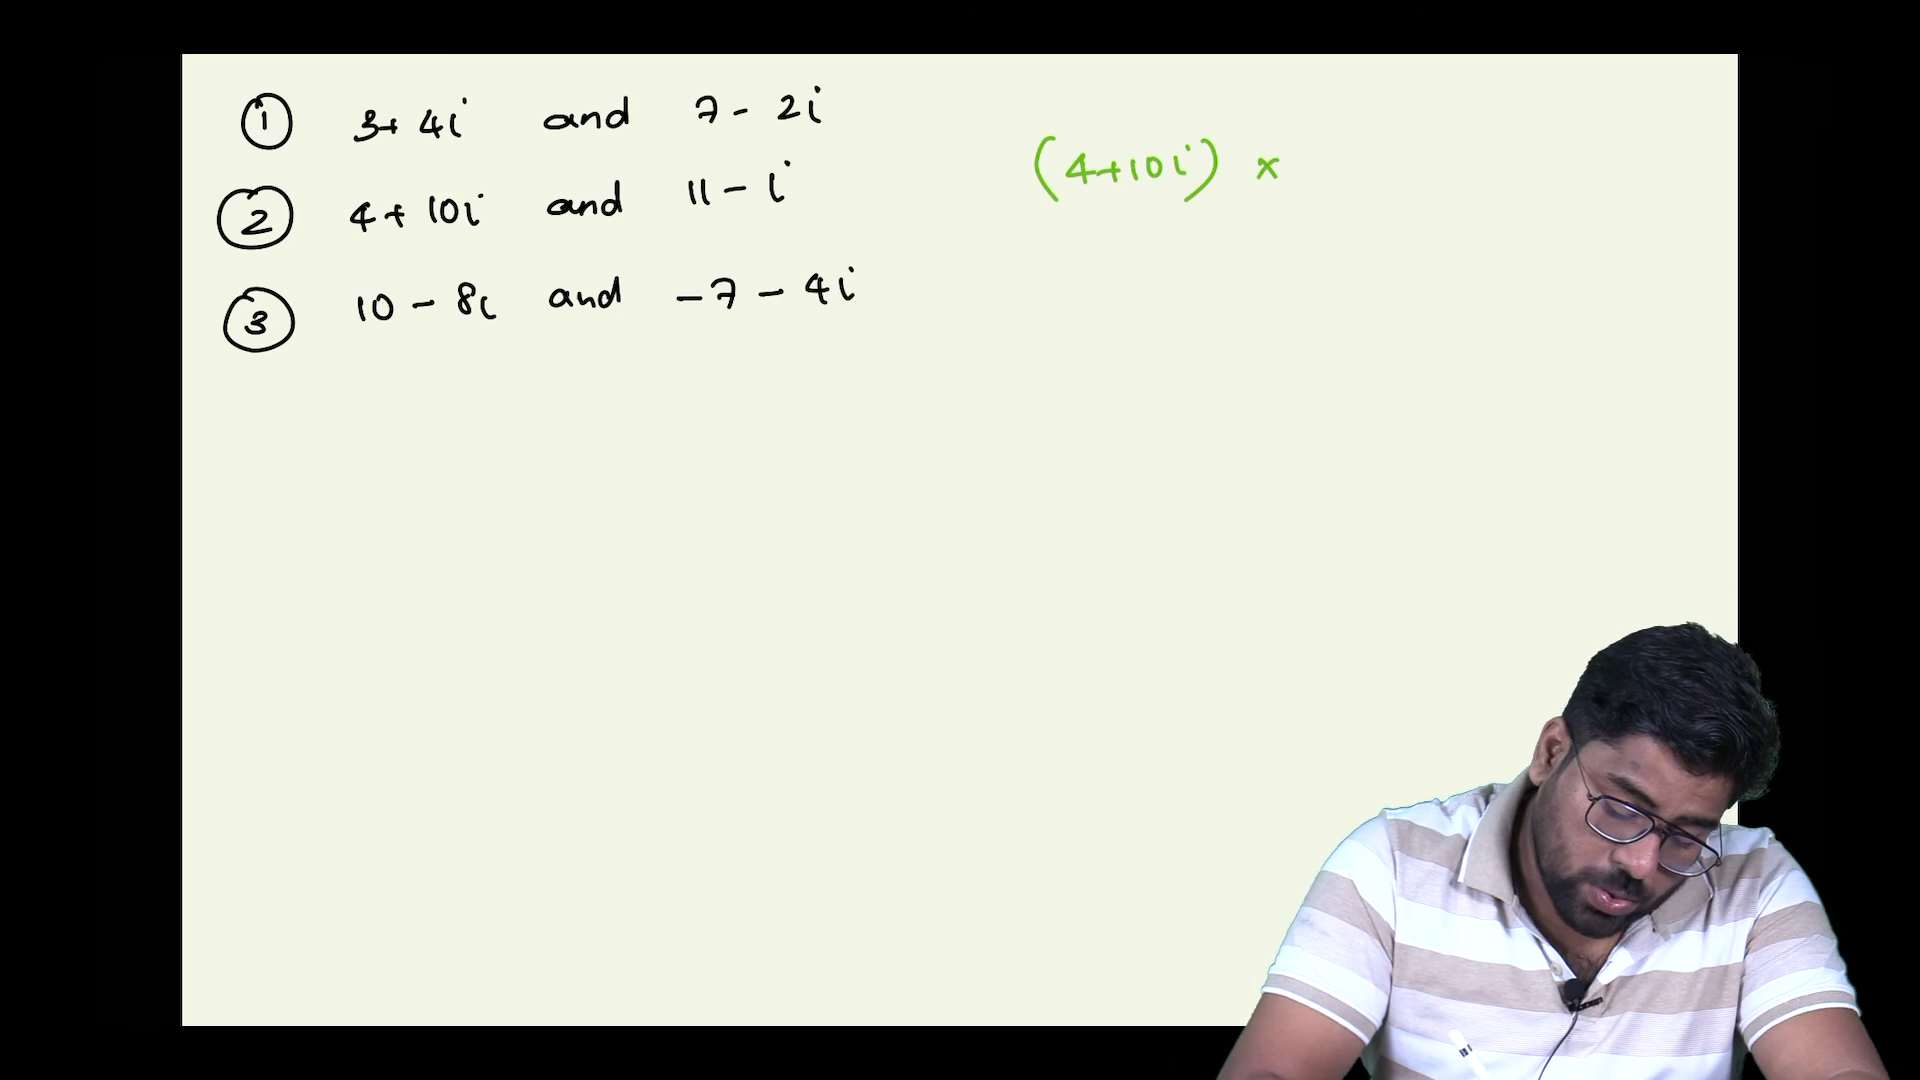 ① 3+ 4i and 7 - 2i
② 4 + 10i and 11 - i
③ 10 - 8i and -7 - 4i
(4+10i) x